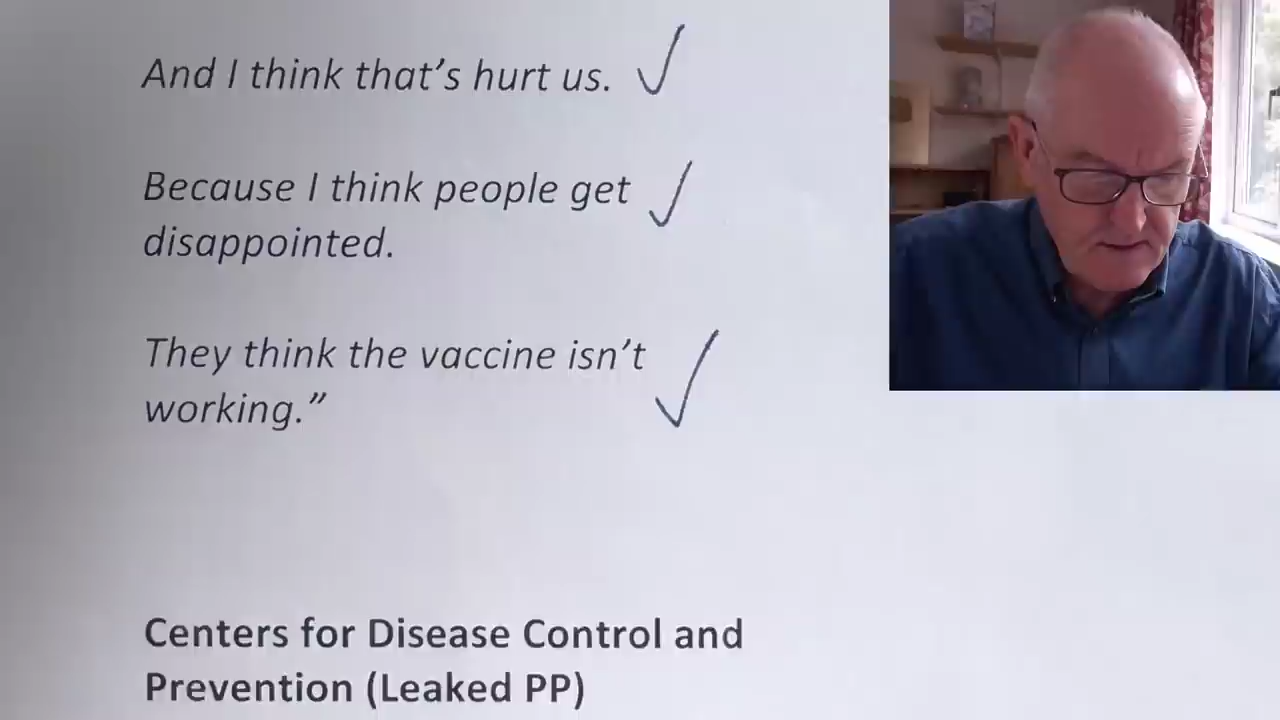 And I think that’s hurt us.
Because I think people get
disappointed.
They think the vaccine isn’t
working.”
Centers for Disease Control and
Prevention (Leaked PP)